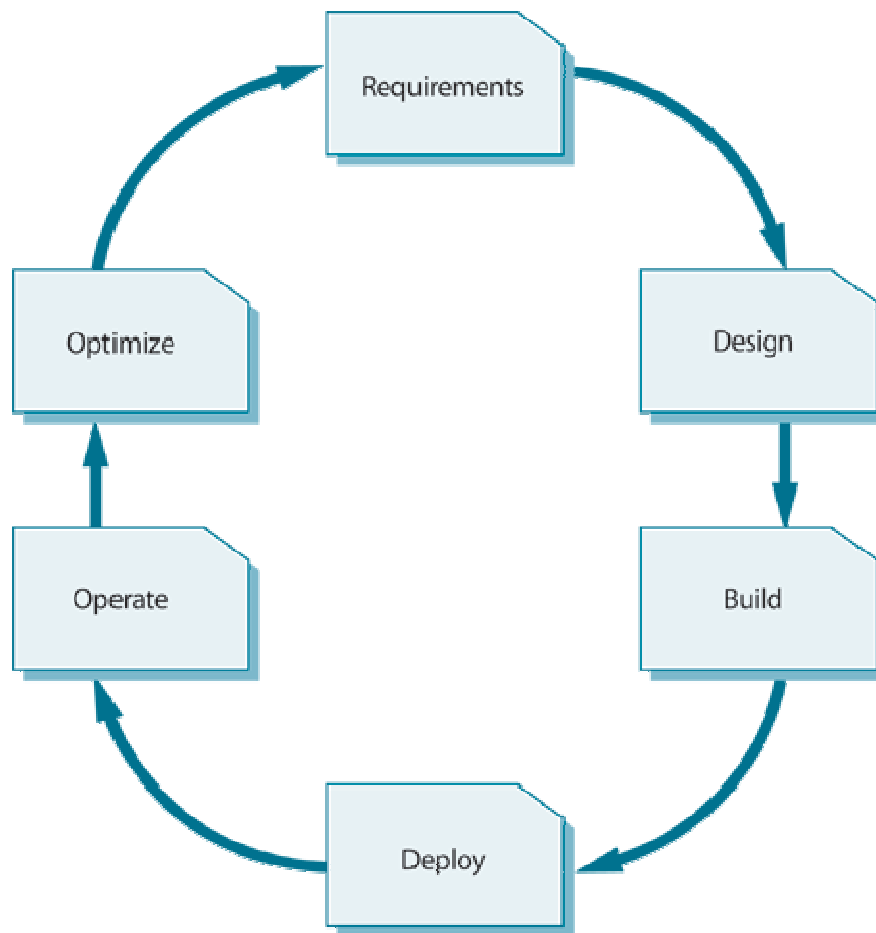 Requirements
Design
Build
Deploy
Operate
Optimize